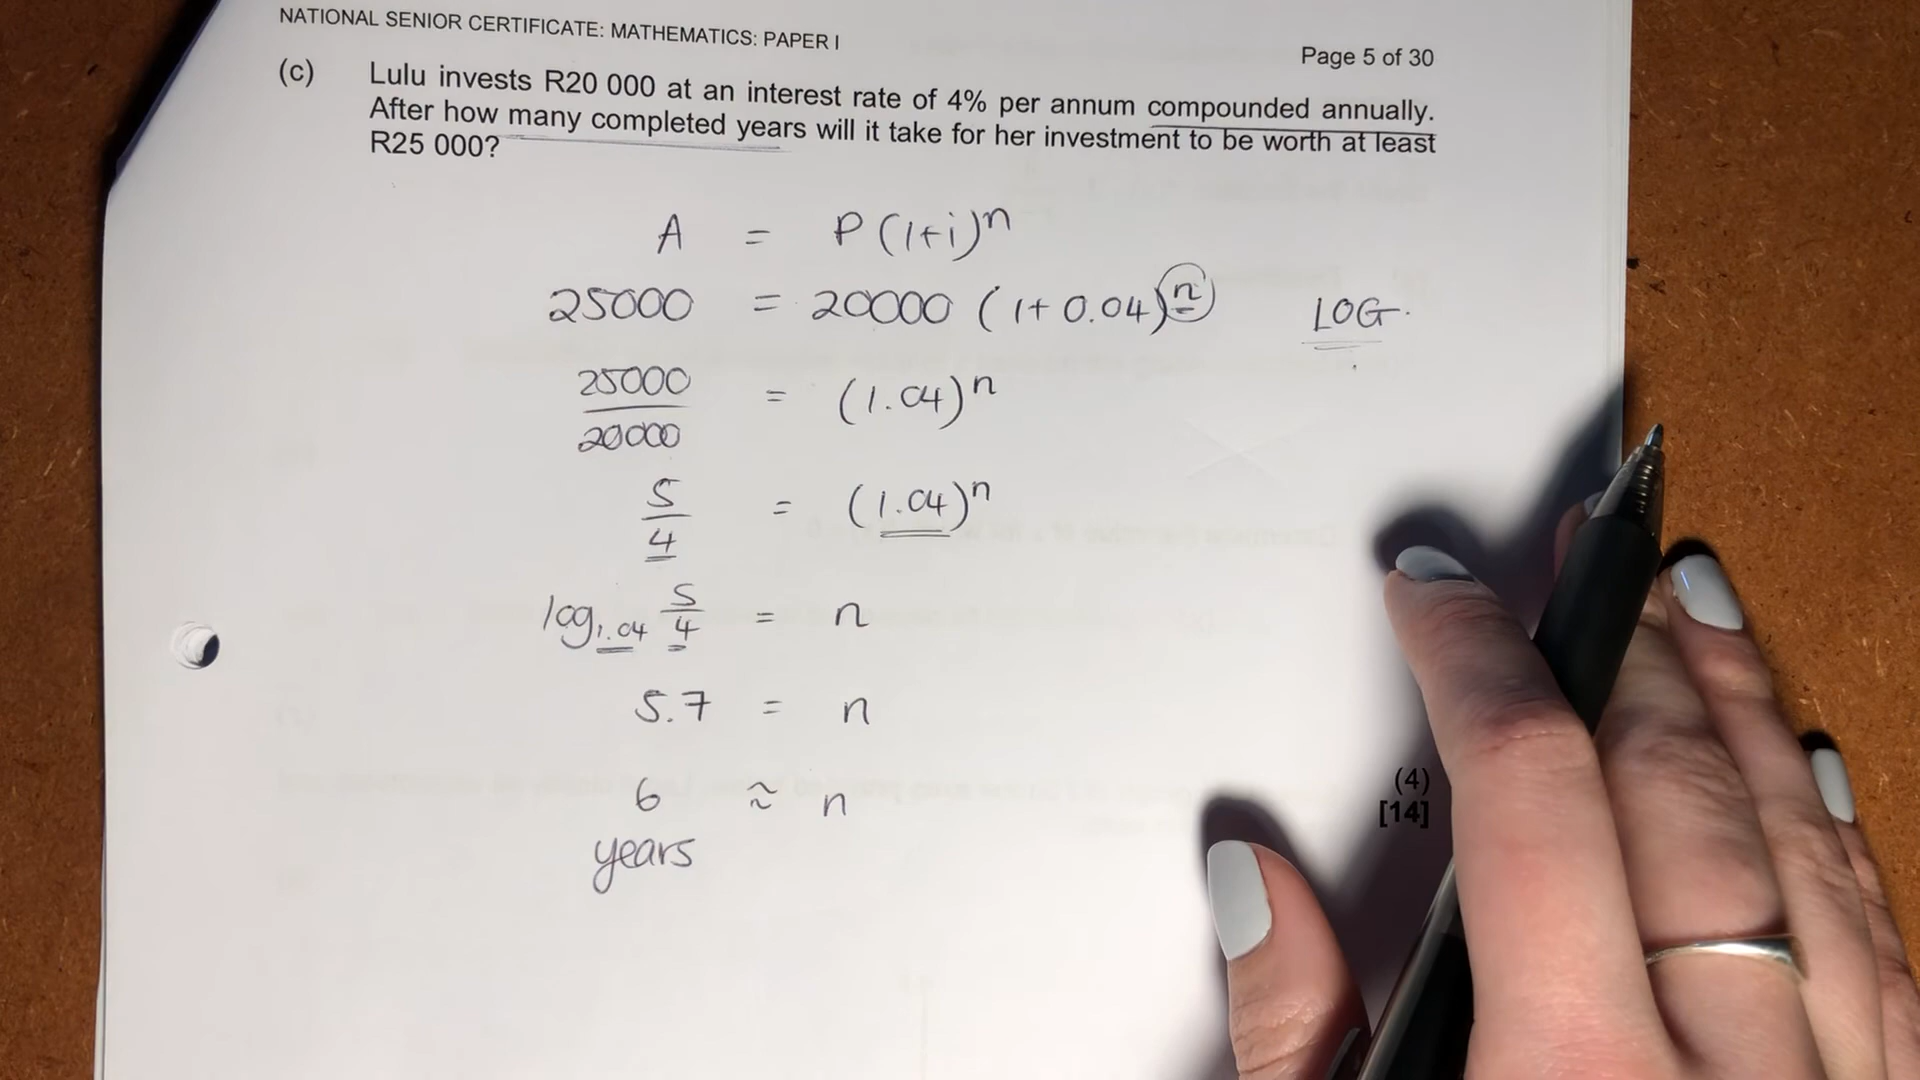 NATIONAL SENIOR CERTIFICATE: MATHEMATICS: PAPER I
Page 5 of 30
(c) Lulu invests R20 000 at an interest rate of 4% per annum compounded annually.
After how many completed years will it take for her investment to be worth at least
R25 000?
A = P(1+i)^n
25000 = 20000 (1+0.04)^n LOG.
25000/20000 = (1.04)^n
5/4 = (1.04)^n
log_1.04 5/4 = n
5.7 = n
6 ≈ n
years
(4)
[14]